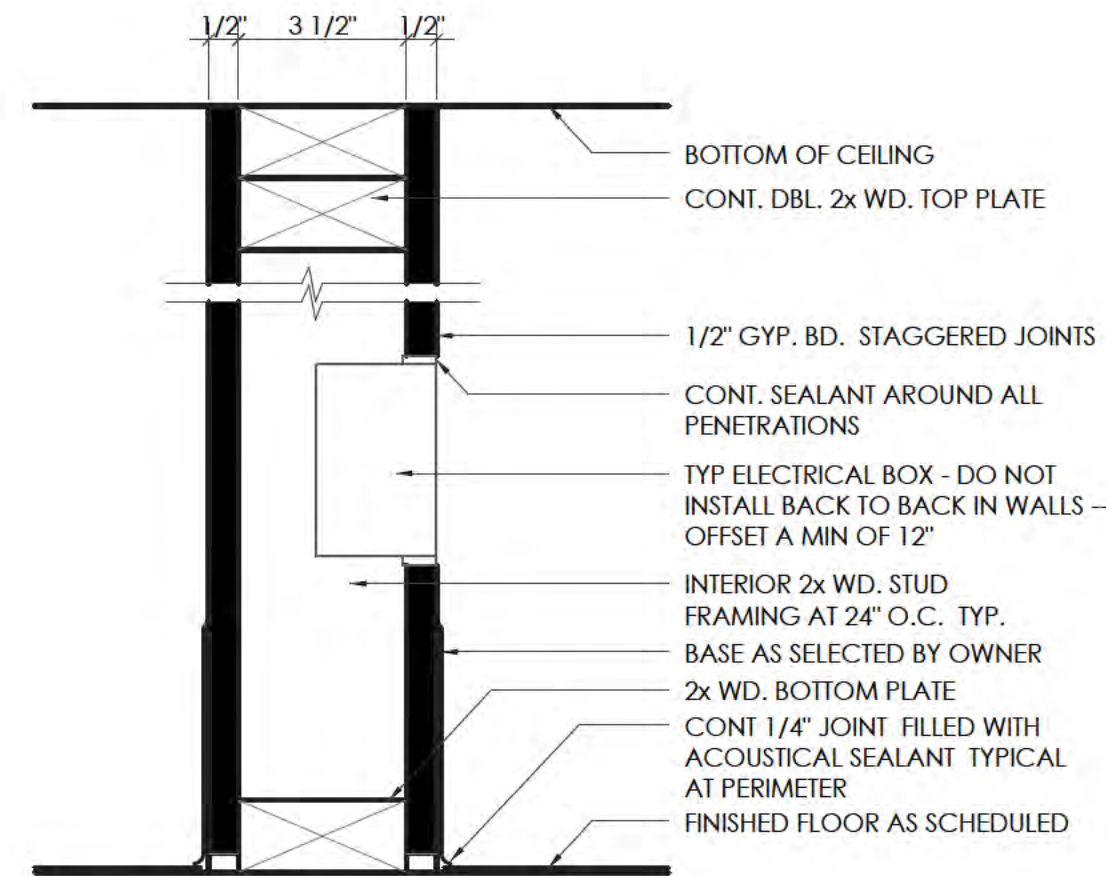 1/2" 3 1/2" 1/2"
BOTTOM OF CEILING
CONT. DBL. 2x WD. TOP PLATE
1/2" GYP. BD. STAGGERED JOINTS
CONT. SEALANT AROUND ALL
PENETRATIONS
TYP ELECTRICAL BOX - DO NOT
INSTALL BACK TO BACK IN WALLS --
OFFSET A MIN OF 12"
INTERIOR 2x WD. STUD
FRAMING AT 24" O.C. TYP.
BASE AS SELECTED BY OWNER
2x WD. BOTTOM PLATE
CONT 1/4" JOINT FILLED WITH
ACOUSTICAL SEALANT TYPICAL
AT PERIMETER
FINISHED FLOOR AS SCHEDULED